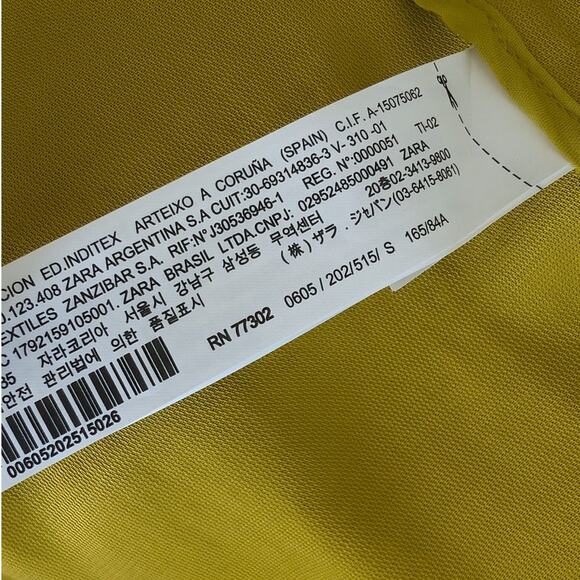 CION ED.INDITEX ARTEIXO A CORUÑA (SPAIN) C.I.F. A-15075062
0.123.408 ZARA ARGENTINA S.A CUIT:30-69314836-3 V- 310 -01
EXTILES ZANZIBAR S.A. RIF:N°J30536946-1 REG. N°:0000051 TI-02
C 1792159105001. ZARA BRASIL LTDA.CNPJ: 02952485000491 ZARA
35 자라코리아 서울시 강남구 삼성동 무역센터 20층02-3413-9800
안전 관리법에 의한 품질표시 (株) ザラ . ジャパン(03-6415-8061)
RN 77302 0605 / 202/515/ S 165/84A
00605202515026